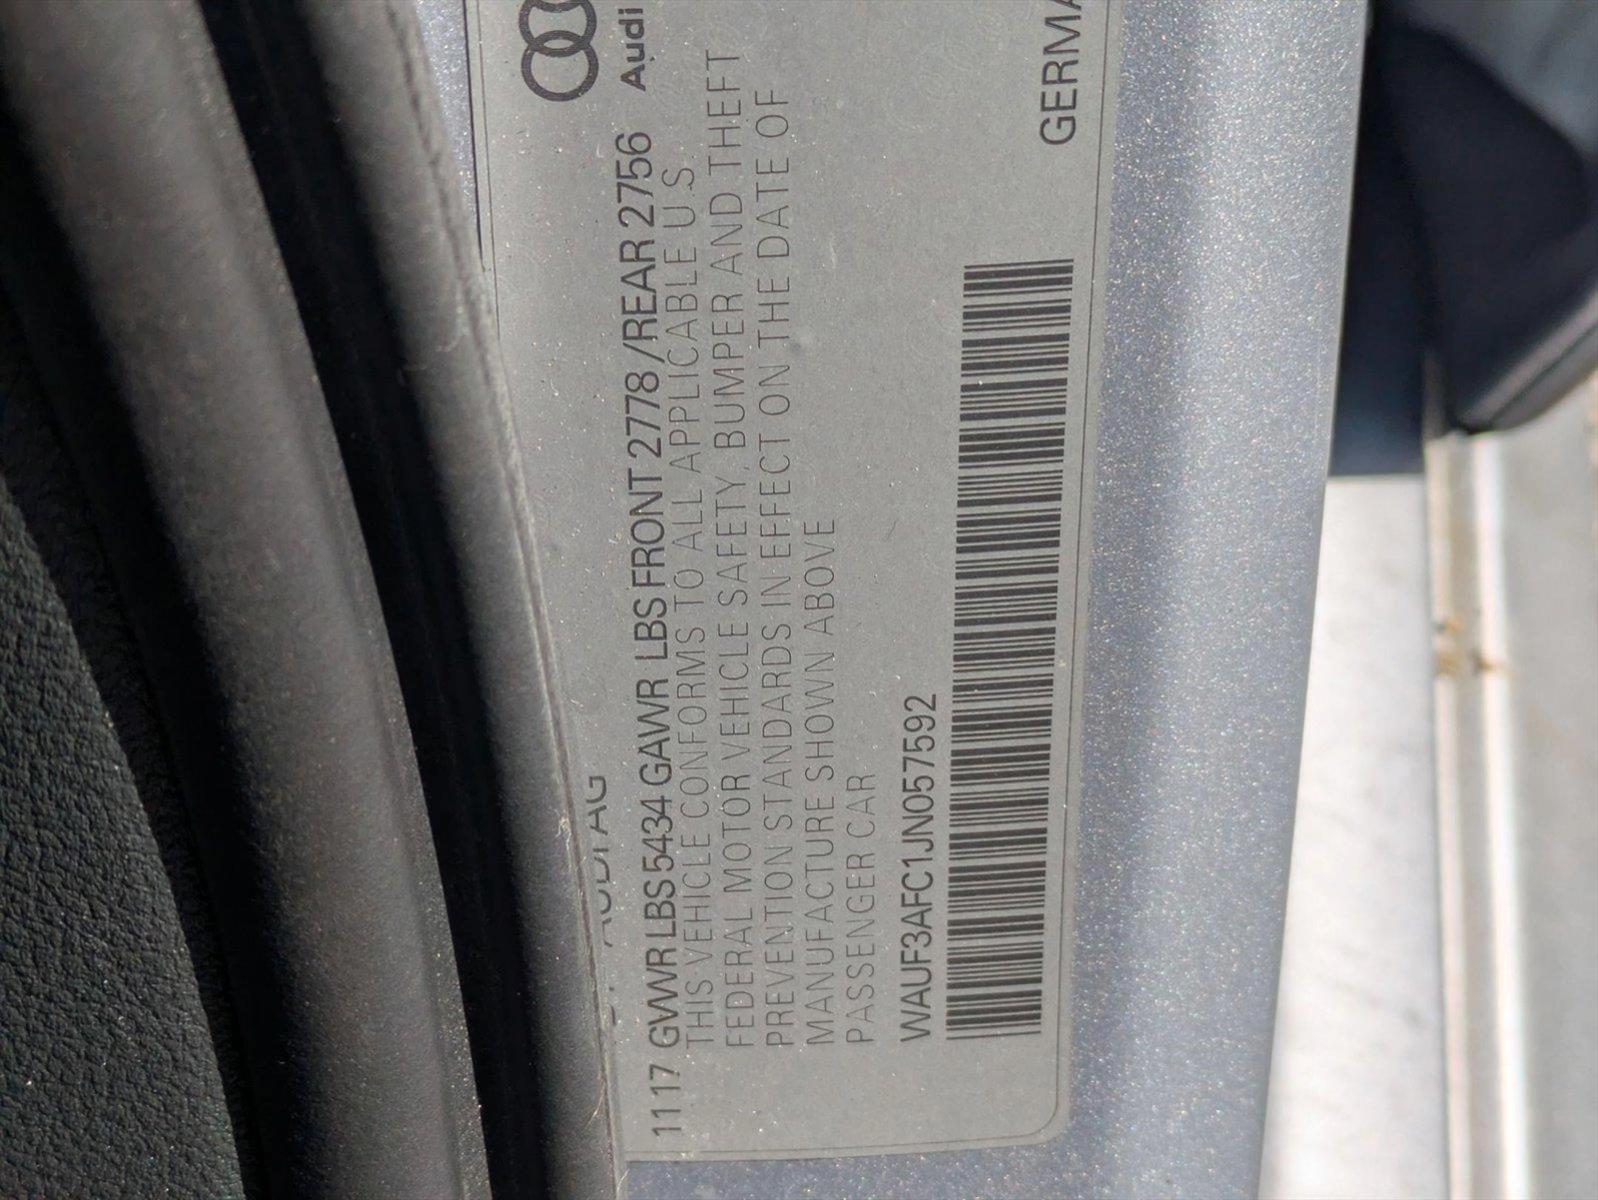 AUDI AG
Audi
1117 GVWR LBS 5434 GAWR LBS FRONT 2778 /REAR 2756
THIS VEHICLE CONFORMS TO ALL APPLICABLE U.S.
FEDERAL MOTOR VEHICLE SAFETY, BUMPER AND THEFT
PREVENTION STANDARDS IN EFFECT ON THE DATE OF
MANUFACTURE SHOWN ABOVE
PASSENGER CAR
WAUF3AFC1JN057592
GERMA